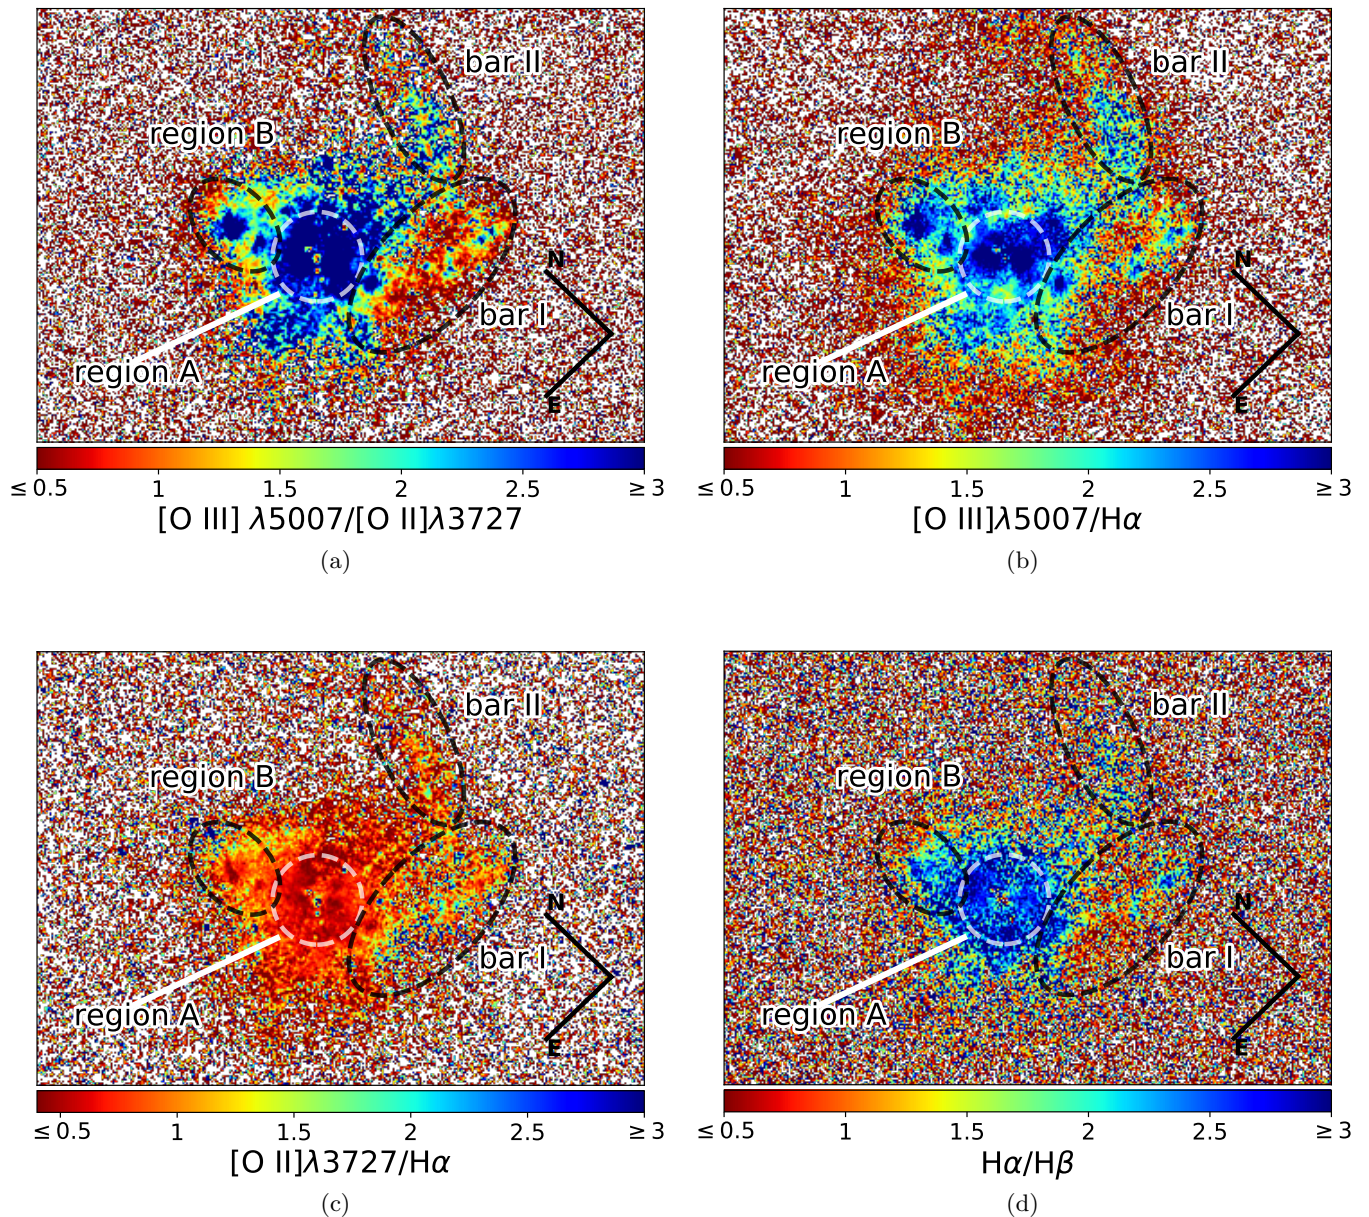 bar II
region B
N
bar I
region A
E
≤ 0.5 1 1.5 2 2.5 ≥ 3
[O III] λ5007/[O II]λ3727
(a)
bar II
region B
N
bar I
region A
E
≤ 0.5 1 1.5 2 2.5 ≥ 3
[O III]λ5007/Hα
(b)
bar II
region B
N
bar I
region A
E
≤ 0.5 1 1.5 2 2.5 ≥ 3
[O II]λ3727/Hα
(c)
bar II
region B
N
bar I
region A
E
≤ 0.5 1 1.5 2 2.5 ≥ 3
Hα/Hβ
(d)